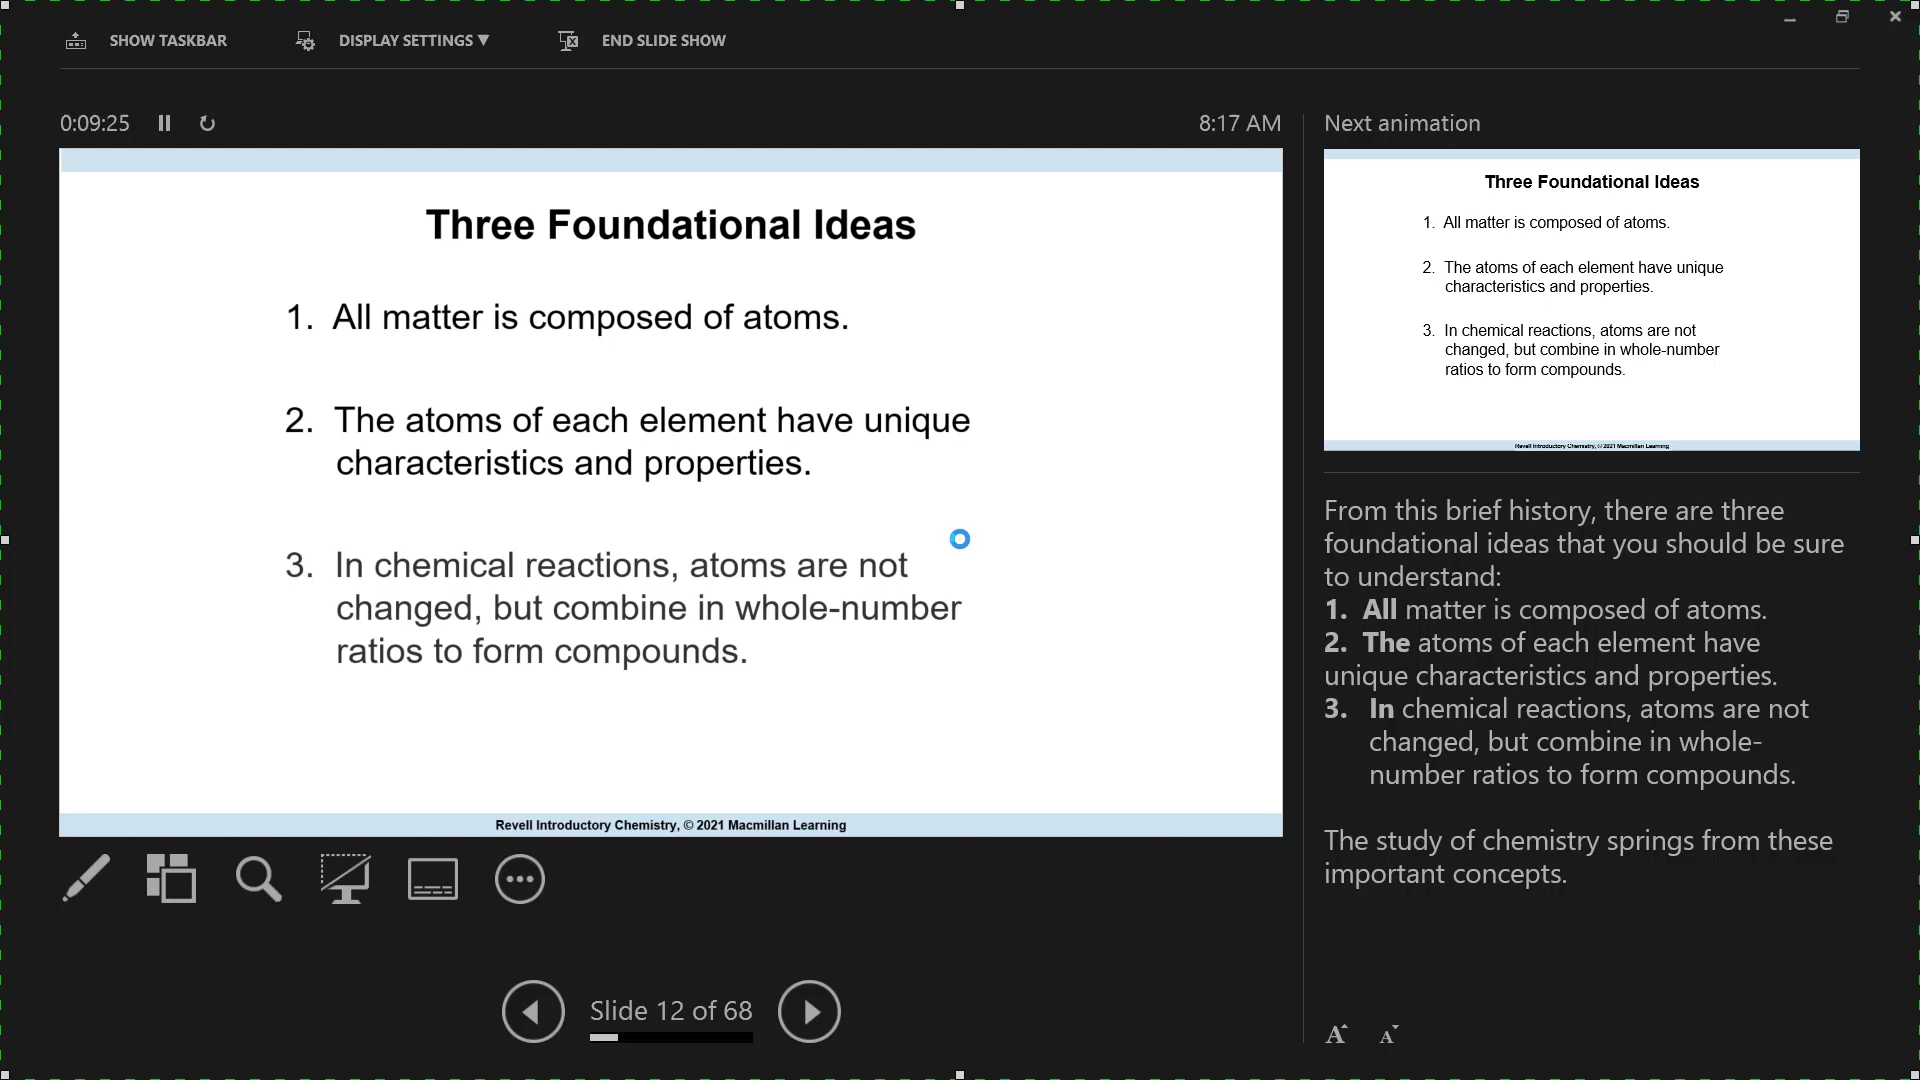 SHOW TASKBAR
DISPLAY SETTINGS ▼
END SLIDE SHOW
0:09:25
8:17 AM
Three Foundational Ideas
1. All matter is composed of atoms.
2. The atoms of each element have unique
characteristics and properties.
3. In chemical reactions, atoms are not
changed, but combine in whole-number
ratios to form compounds.
Revell Introductory Chemistry, © 2021 Macmillan Learning
Slide 12 of 68
Next animation
Three Foundational Ideas
1. All matter is composed of atoms.
2. The atoms of each element have unique
characteristics and properties.
3. In chemical reactions, atoms are not
changed, but combine in whole-number
ratios to form compounds.
Revell Introductory Chemistry, © 2021 Macmillan Learning
From this brief history, there are three
foundational ideas that you should be sure
to understand:
1. All matter is composed of atoms.
2. The atoms of each element have
unique characteristics and properties.
3. In chemical reactions, atoms are not
changed, but combine in whole-
number ratios to form compounds.
The study of chemistry springs from these
important concepts.
A A